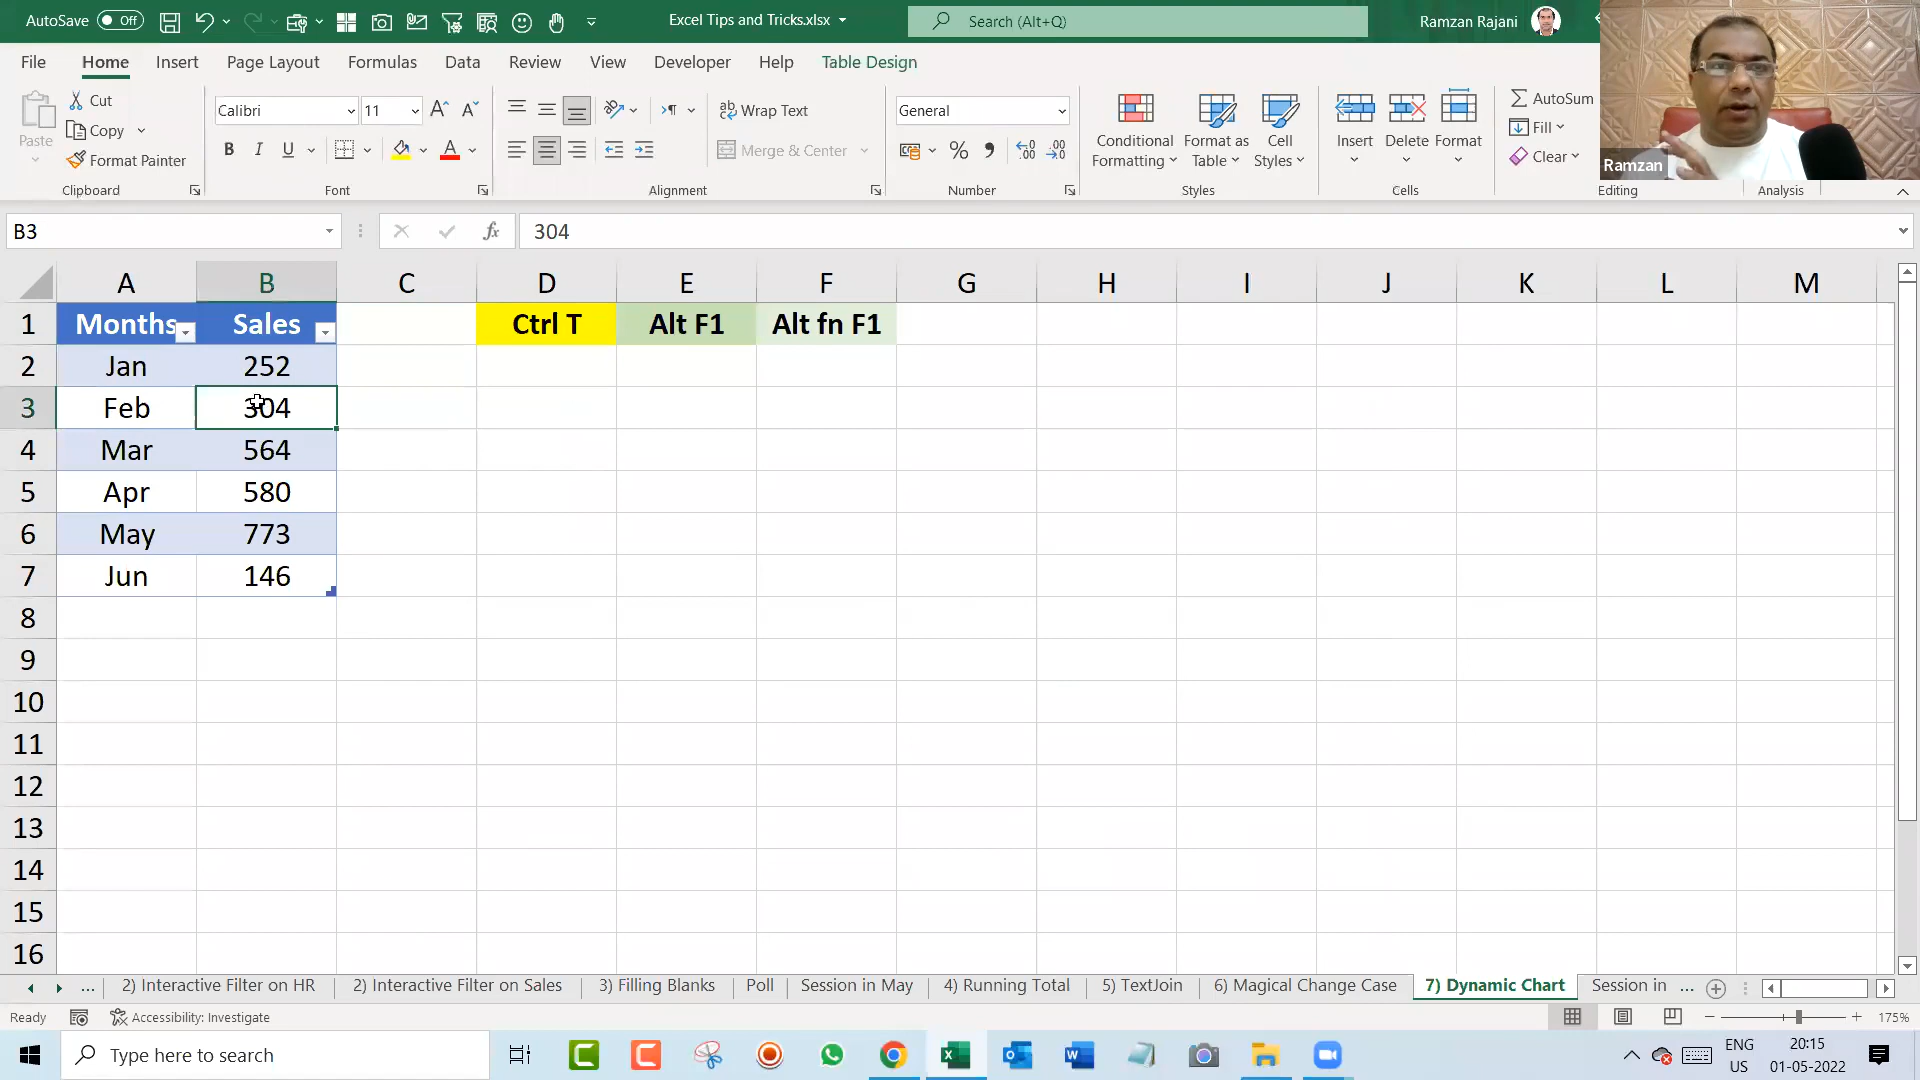 AutoSave Off Excel Tips and Tricks.xlsx Search (Alt+Q) Ramzan Rajani
File Home Insert Page Layout Formulas Data Review View Developer Help Table Design
Paste Cut Copy Format Painter Clipboard
Calibri 11 B I U Font
Wrap Text Merge & Center Alignment
General % Number
Conditional Formatting Format as Table Cell Styles Styles
Insert Delete Format Cells
AutoSum Fill Clear Editing Analysis
Ramzan
B3 fx 304
A B C D E F G H I J K L M
1 Months Sales Ctrl T Alt F1 Alt fn F1
2 Jan 252
3 Feb 304
4 Mar 564
5 Apr 580
6 May 773
7 Jun 146
8
9
10
11
12
13
14
15
16
... 2) Interactive Filter on HR 2) Interactive Filter on Sales 3) Filling Blanks Poll Session in May 4) Running Total 5) TextJoin 6) Magical Change Case 7) Dynamic Chart Session in ...
Ready Accessibility: Investigate 175%
Type here to search ENG US 20:15 01-05-2022